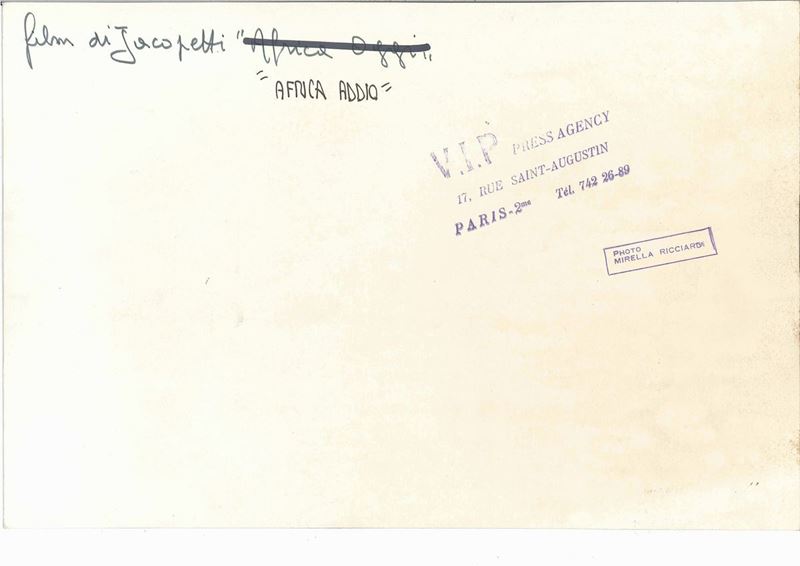 film di Jacopetti "Africa Oggi"
"AFRICA ADDIO"
V.I.P PRESS AGENCY
17, RUE SAINT-AUGUSTIN
PARIS-2me Tél. 742 26-89
PHOTO
MIRELLA RICCIARDI